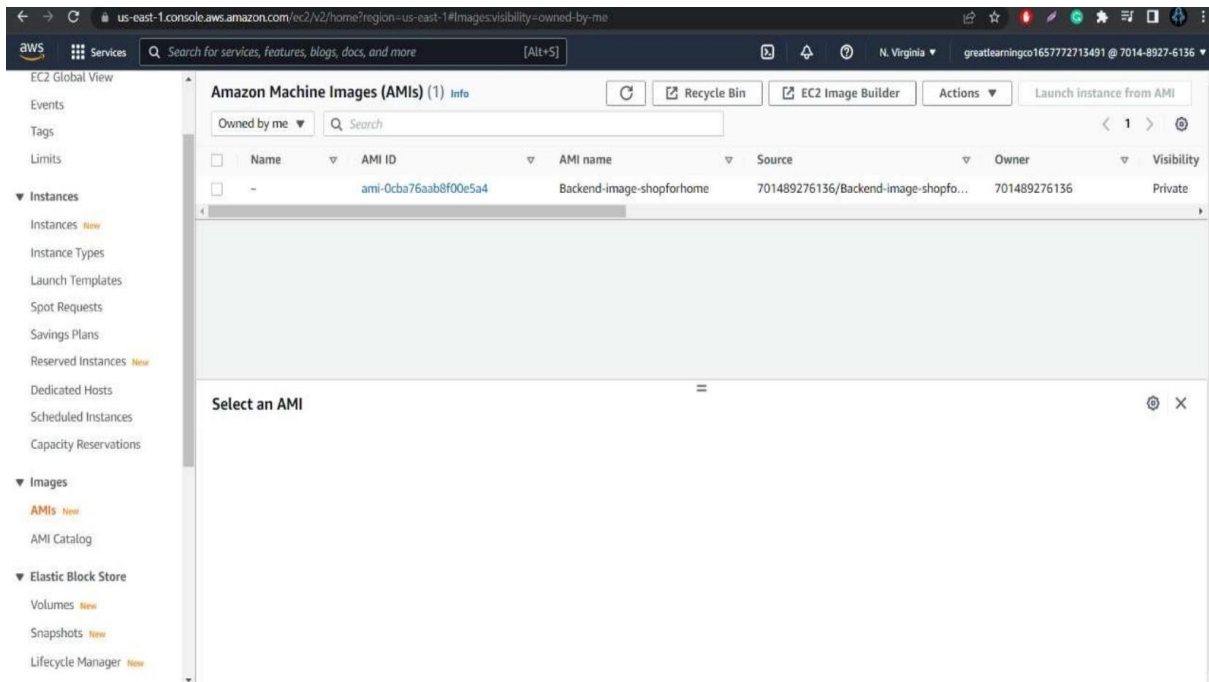 us-east-1.console.aws.amazon.com/ec2/v2/home?region=us-east-1#Images:visibility=owned-by-me
aws Services Search for services, features, blogs, docs, and more [Alt+S] N. Virginia greatlearningco1657772713491 @ 7014-8927-6136
EC2 Global View
Events
Tags
Limits
Instances
Instances New
Instance Types
Launch Templates
Spot Requests
Savings Plans
Reserved Instances New
Dedicated Hosts
Scheduled Instances
Capacity Reservations
Images
AMIs New
AMI Catalog
Elastic Block Store
Volumes New
Snapshots New
Lifecycle Manager New
Amazon Machine Images (AMIs) (1) Info Recycle Bin EC2 Image Builder Actions Launch instance from AMI
Owned by me Search 1
Name AMI ID AMI name Source Owner Visibility
– ami-0cba76aab8f00e5a4 Backend-image-shopforhome 701489276136/Backend-image-shopfo... 701489276136 Private
Select an AMI